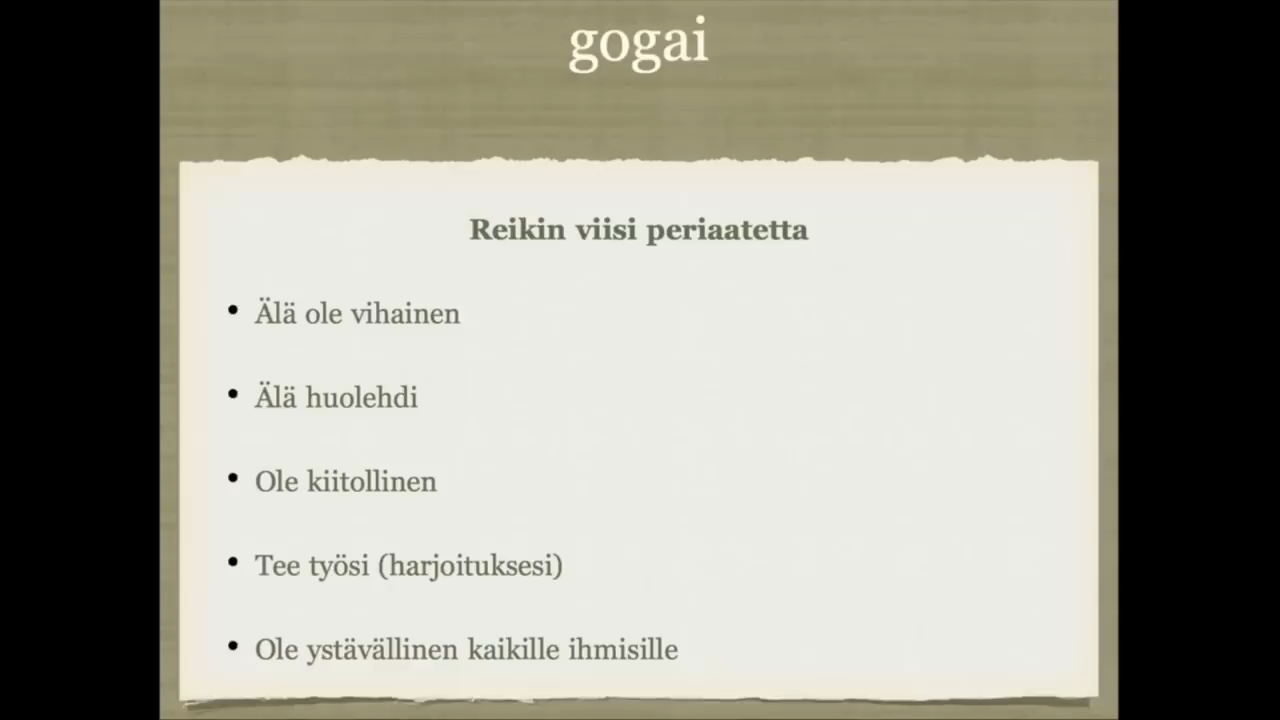 gogai
Reikin viisi periaatetta
• Älä ole vihainen
• Älä huolehdi
• Ole kiitollinen
• Tee työsi (harjoituksesi)
• Ole ystävällinen kaikille ihmisille